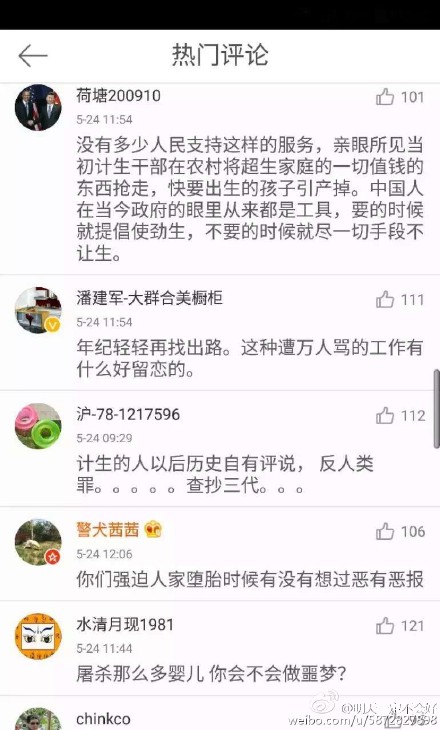 热门评论
荷塘200910
101
5-24 11:54
没有多少人民支持这样的服务，亲眼所见当
初计生干部在农村将超生家庭的一切值钱的
东西抢走，快要出生的孩子引产掉。中国人
在当今政府的眼里从来都是工具，要的时候
就提倡使劲生，不要的时候就尽一切手段不
让生。
潘建军-大群合美橱柜
111
5-24 11:54
年纪轻轻再找出路。这种遭万人骂的工作有
什么好留恋的。
沪-78-1217596
112
5-24 09:29
计生的人以后历史自有评说， 反人类
罪。。。。。查抄三代。。。
警犬茜茜
106
5-24 12:06
你们强迫人家堕胎时候有没有想过恶有恶报
水清月现1981
121
5-24 11:44
屠杀那么多婴儿 你会不会做噩梦？
chinkco